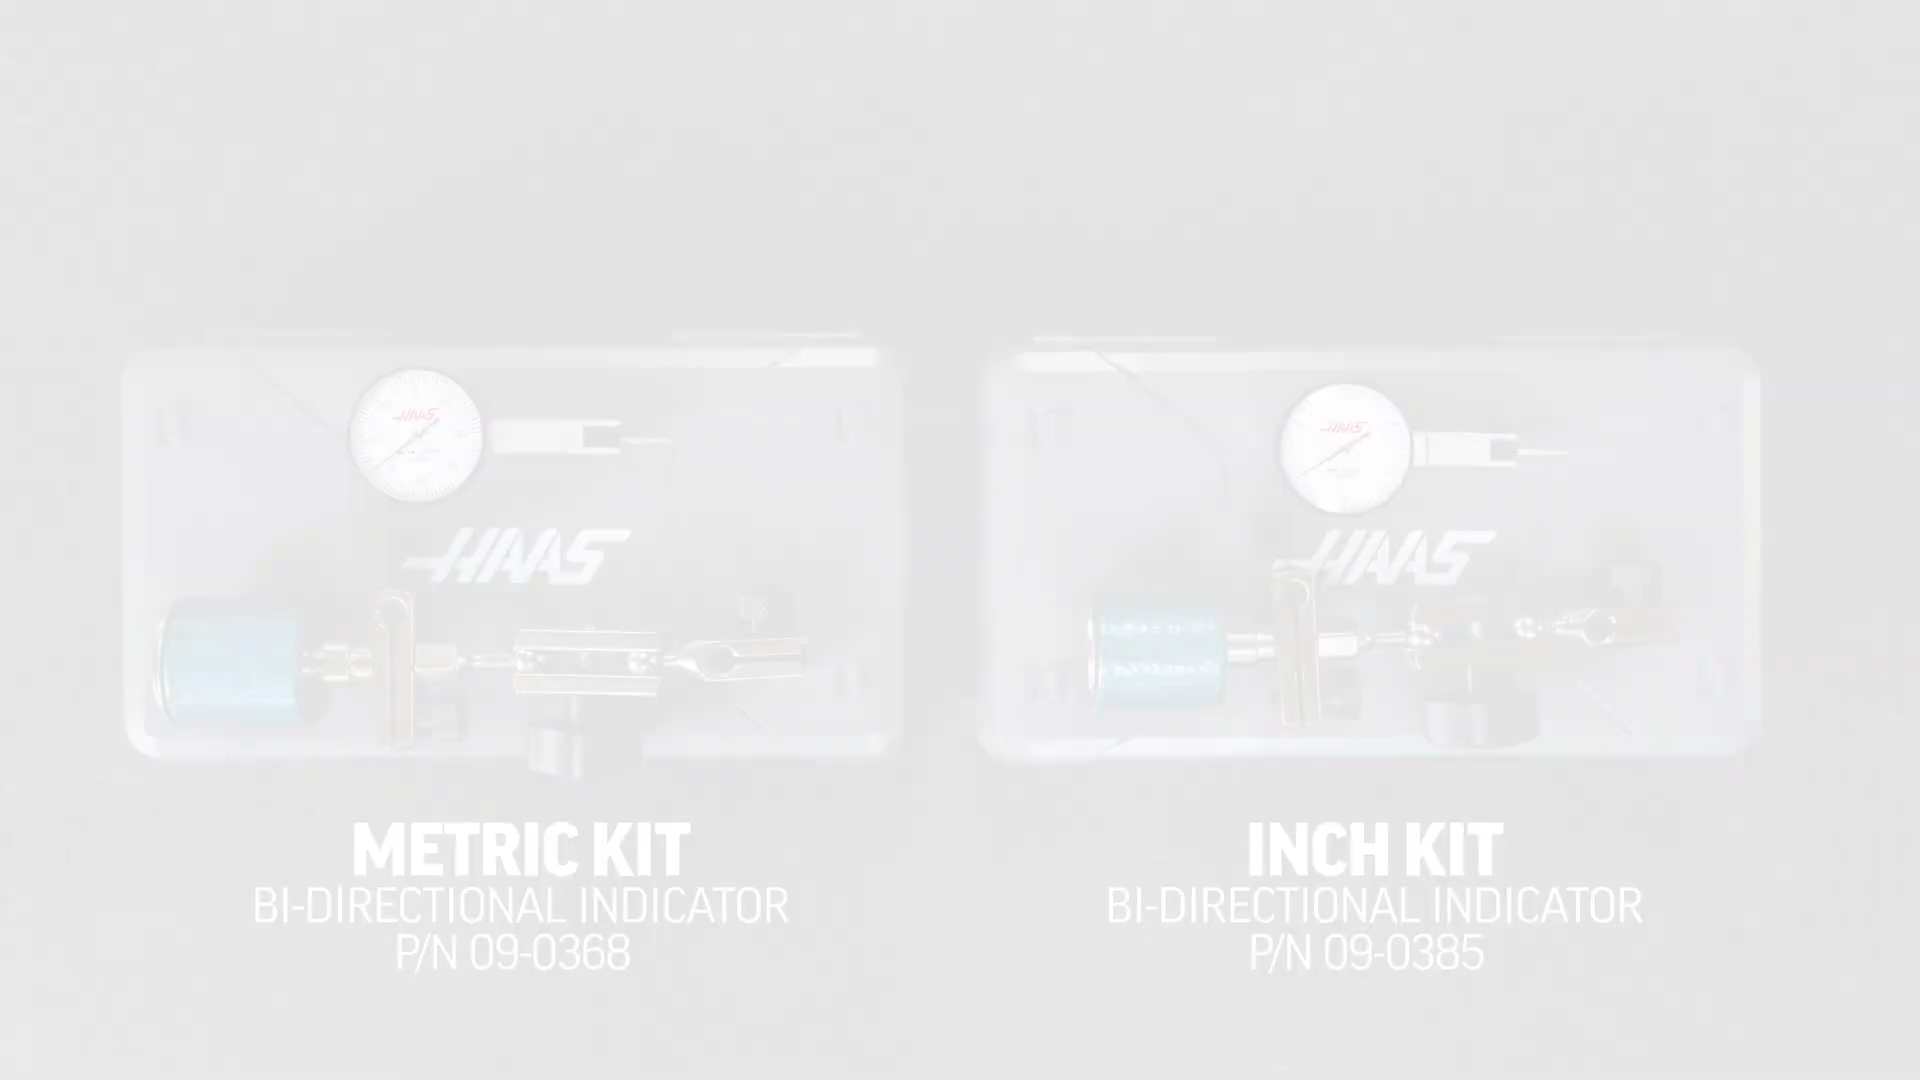 HAAS
HAAS
HAAS
HAAS
METRIC KIT
BI-DIRECTIONAL INDICATOR
P/N 09-0368
INCH KIT
BI-DIRECTIONAL INDICATOR
P/N 09-0385